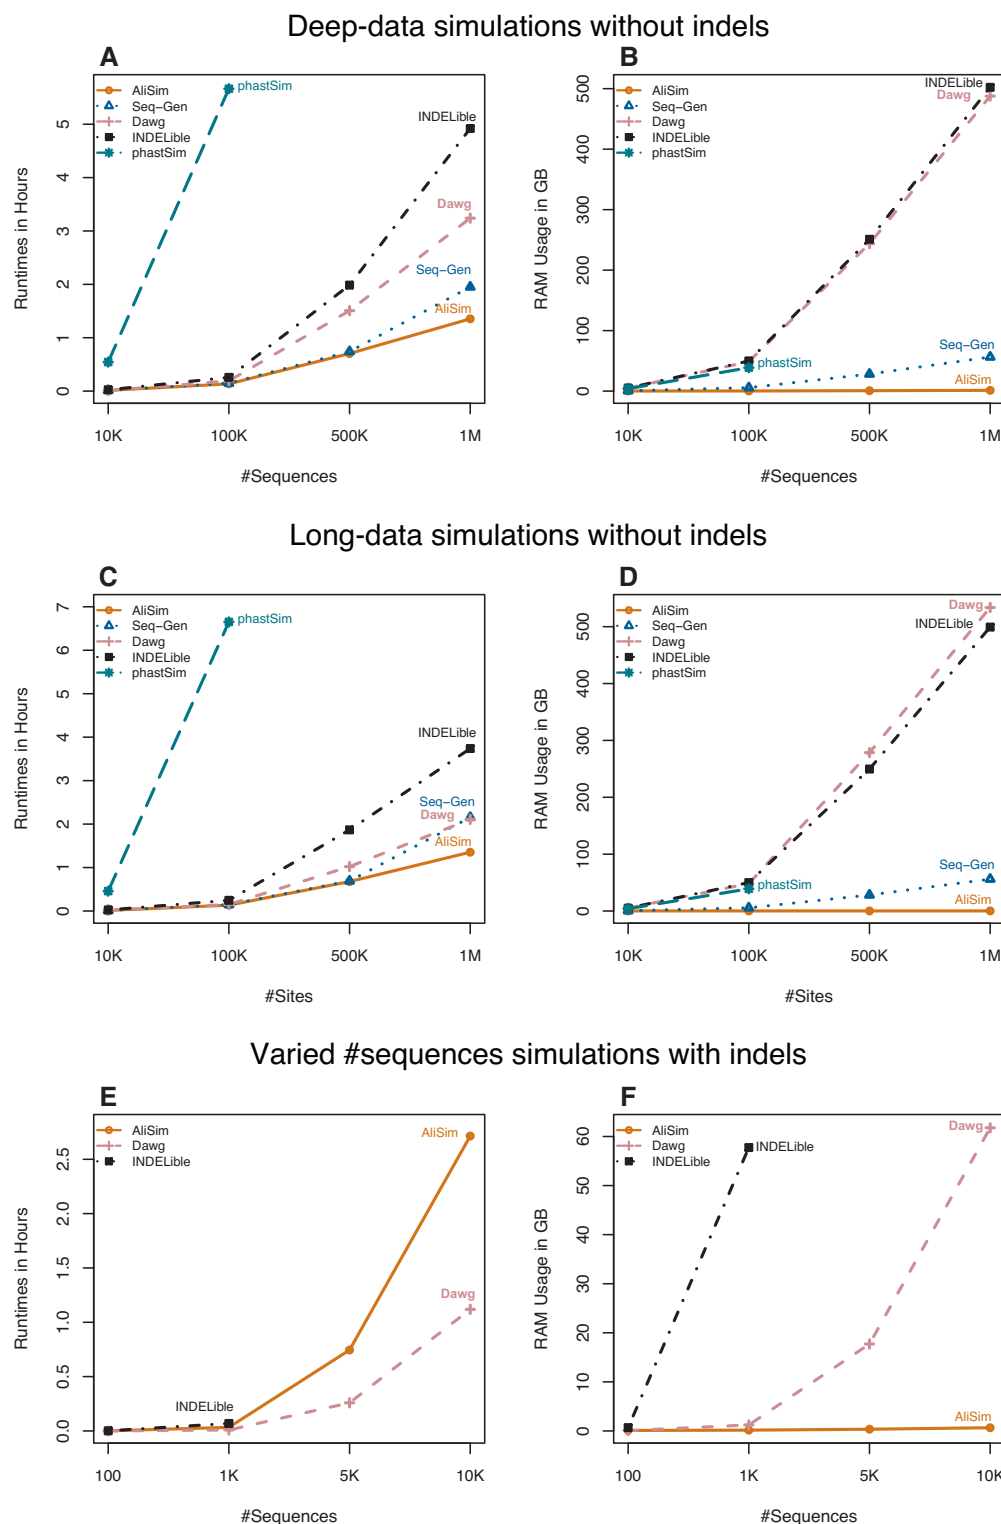 Deep-data simulations without indels
A
B
AliSim
Seq-Gen
Dawg
INDELible
phastSim
phastSim
INDELible
Dawg
Seq-Gen
AliSim
Runtimes in Hours
0
1
2
3
4
5
10K
100K
500K
1M
#Sequences
AliSim
Seq-Gen
Dawg
INDELible
phastSim
INDELible
Dawg
phastSim
Seq-Gen
AliSim
RAM Usage in GB
0
100
200
300
400
500
10K
100K
500K
1M
#Sequences
Long-data simulations without indels
C
D
AliSim
Seq-Gen
Dawg
INDELible
phastSim
phastSim
INDELible
Seq-Gen
Dawg
AliSim
Runtimes in Hours
0
1
2
3
4
5
6
7
10K
100K
500K
1M
#Sites
AliSim
Seq-Gen
Dawg
INDELible
phastSim
Dawg
INDELible
phastSim
Seq-Gen
AliSim
RAM Usage in GB
0
100
200
300
400
500
10K
100K
500K
1M
#Sites
Varied #sequences simulations with indels
E
F
AliSim
Dawg
INDELible
AliSim
Dawg
INDELible
Runtimes in Hours
0.0
0.5
1.0
1.5
2.0
2.5
100
1K
5K
10K
#Sequences
AliSim
Dawg
INDELible
Dawg
INDELible
AliSim
RAM Usage in GB
0
10
20
30
40
50
60
100
1K
5K
10K
#Sequences